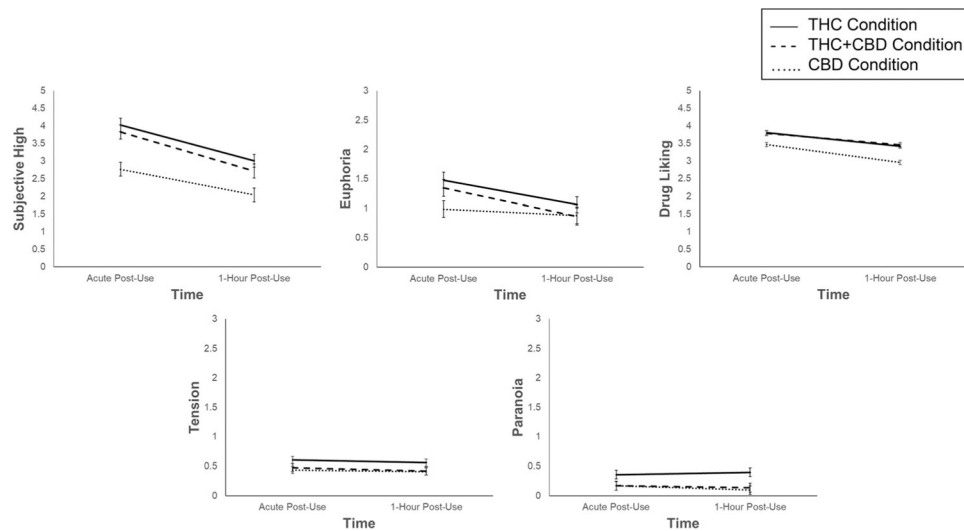 THC Condition
THC+CBD Condition
CBD Condition
Subjective High
5
4.5
4
3.5
3
2.5
2
1.5
1
0.5
0
Acute Post-Use 1-Hour Post-Use
Time
Euphoria
3
2.5
2
1.5
1
0.5
0
Acute Post-Use 1-Hour Post-Use
Time
Drug Liking
5
4.5
4
3.5
3
2.5
2
1.5
1
0.5
0
Acute Post-Use 1-Hour Post-Use
Time
Tension
3
2.5
2
1.5
1
0.5
0
Acute Post-Use 1-Hour Post-Use
Time
Paranoia
3
2.5
2
1.5
1
0.5
0
Acute Post-Use 1-Hour Post-Use
Time